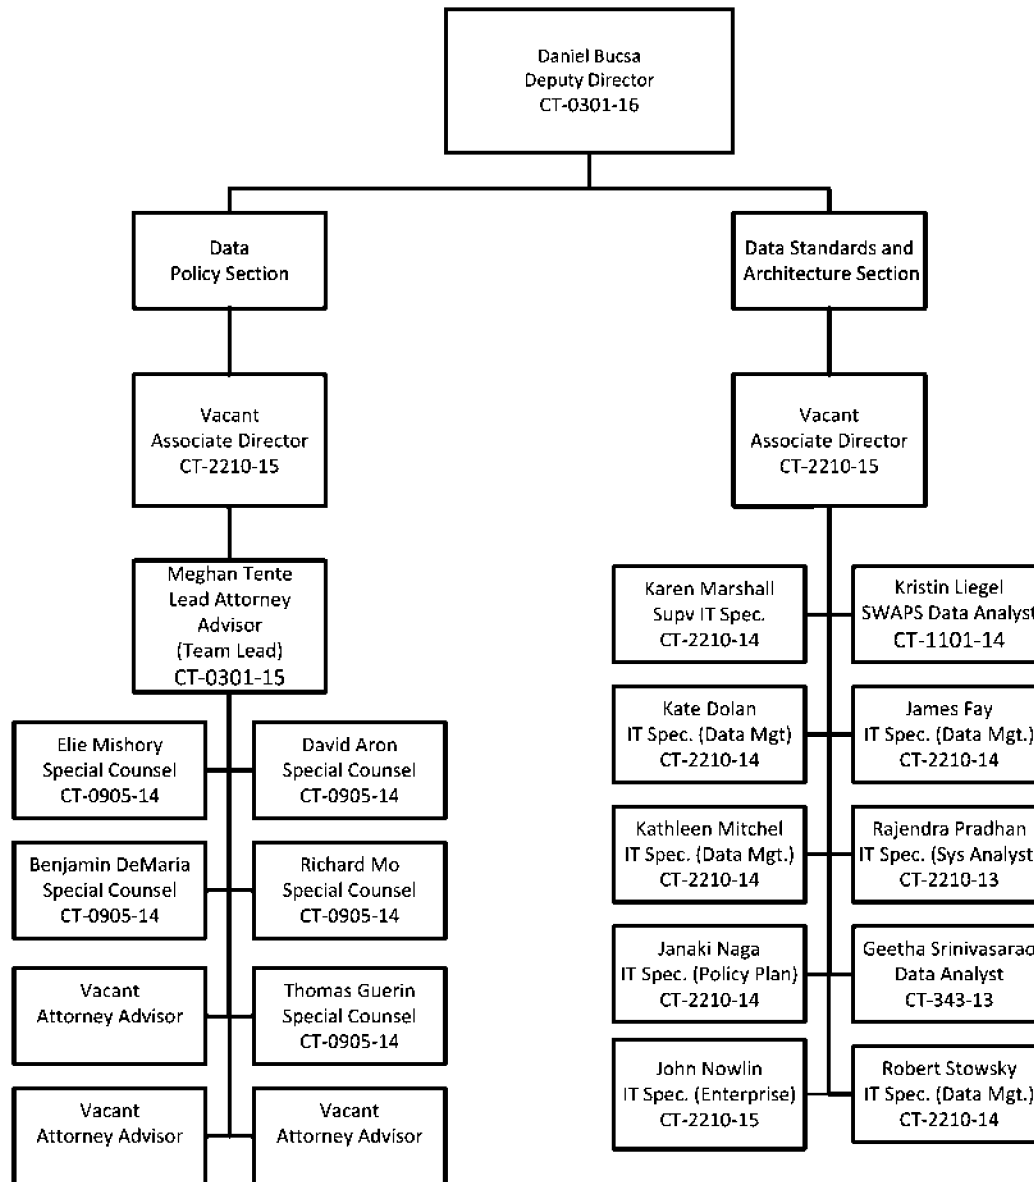 Daniel Bucsa
Deputy Director
CT-0301-16
Data
Policy Section
Data Standards and
Architecture Section
Vacant
Associate Director
CT-2210-15
Vacant
Associate Director
CT-2210-15
Meghan Tente
Lead Attorney
Advisor
(Team Lead)
CT-0301-15
Elie Mishory
Special Counsel
CT-0905-14
David Aron
Special Counsel
CT-0905-14
Benjamin DeMaria
Special Counsel
CT-0905-14
Richard Mo
Special Counsel
CT-0905-14
Vacant
Attorney Advisor
Thomas Guerin
Special Counsel
CT-0905-14
Vacant
Attorney Advisor
Vacant
Attorney Advisor
Karen Marshall
Supv IT Spec.
CT-2210-14
Kristin Liegel
SWAPS Data Analyst
CT-1101-14
Kate Dolan
IT Spec. (Data Mgt)
CT-2210-14
James Fay
IT Spec. (Data Mgt.)
CT-2210-14
Kathleen Mitchel
IT Spec. (Data Mgt.)
CT-2210-14
Rajendra Pradhan
IT Spec. (Sys Analyst
CT-2210-13
Janaki Naga
IT Spec. (Policy Plan)
CT-2210-14
Geetha Srinivasarao
Data Analyst
CT-343-13
John Nowlin
IT Spec. (Enterprise)
CT-2210-15
Robert Stowsky
IT Spec. (Data Mgt.)
CT-2210-14